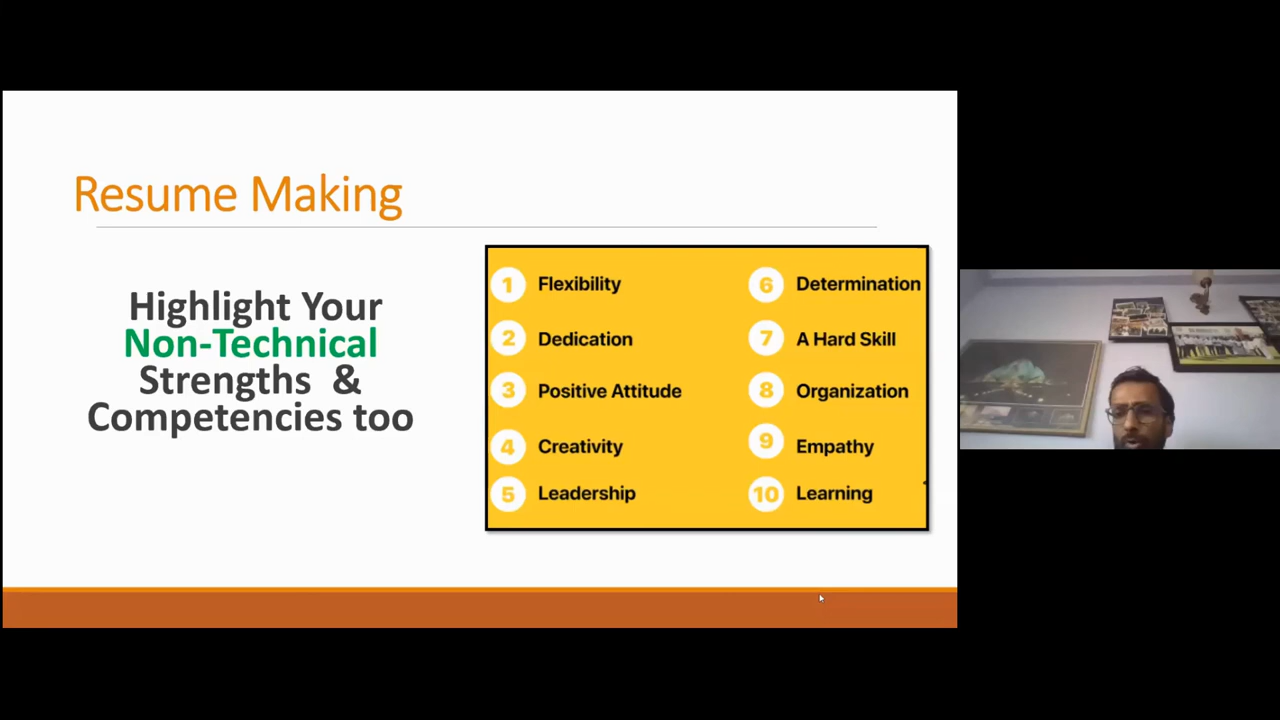 Resume Making
Highlight Your
Non-Technical
Strengths &
Competencies too
1 Flexibility
2 Dedication
3 Positive Attitude
4 Creativity
5 Leadership
6 Determination
7 A Hard Skill
8 Organization
9 Empathy
10 Learning